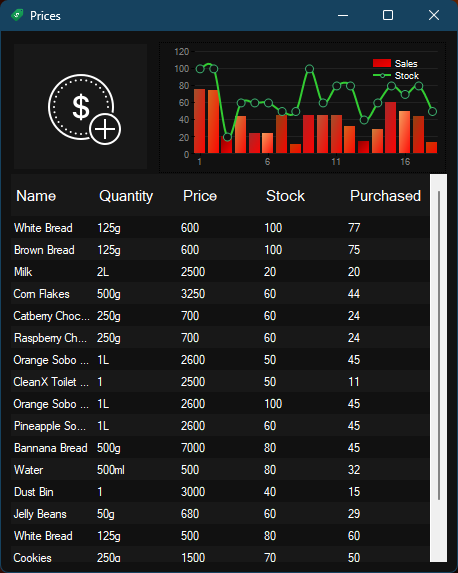 Prices
$
120
100
80
60
40
20
0
Sales
Stock
1 6 11 16
Name Quantity Price Stock Purchased
White Bread 125g 600 100 77
Brown Bread 125g 600 100 75
Milk 2L 2500 20 20
Corn Flakes 500g 3250 60 44
Catberry Choc... 250g 700 60 24
Raspberry Ch... 250g 700 60 24
Orange Sobo ... 1L 2600 50 45
CleanX Toilet ... 1 2500 50 11
Orange Sobo ... 1L 2600 100 45
Pineapple So... 1L 2600 60 45
Bannana Bread 500g 7000 80 45
Water 500ml 500 80 32
Dust Bin 1 3000 40 15
Jelly Beans 50g 680 60 29
White Bread 125g 500 80 60
Cookies 250g 1500 70 50